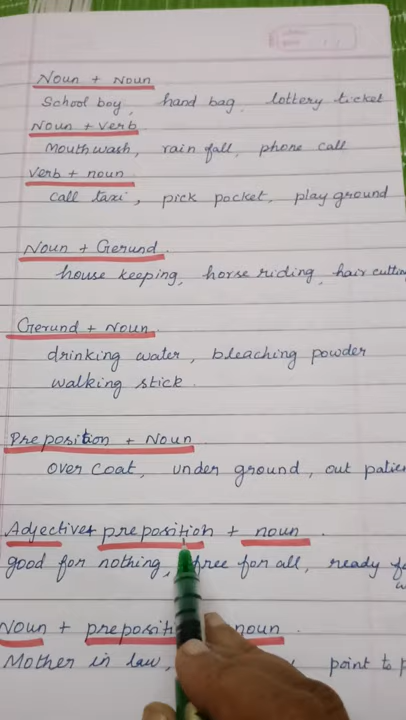 Noun + Noun
School boy, hand bag, lottery ticket
Noun + verb
Mouth wash, rain fall, phone call
verb + noun
call taxi, pick pocket, play ground
Noun + Gerund
house keeping, horse riding, hair cutting
Gerund + Noun
drinking water, bleaching powder
walking stick.
Preposition + Noun
Over coat, under ground, out
Adjective + preposition + noun
good for nothing, free for all, ready
Noun + noun
Mother in law, point to